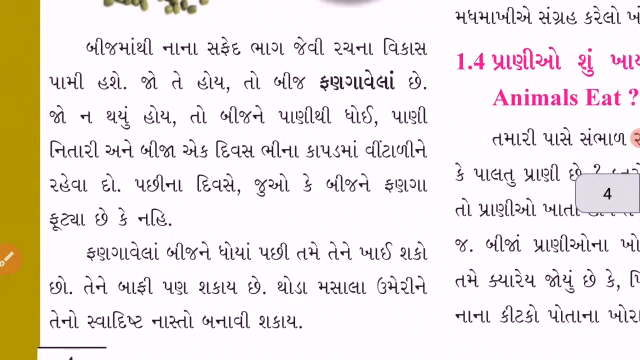 બીજમાંથી નાના સફેદ ભાગ જેવી રચના વિકાસ
પામી હશે. જો તે હોય, તો બીજ ફણગાવેલાં છે.
જો ન થયું હોય, તો બીજને પાણીથી ધોઈ, પાણી
નિતારી અને બીજા એક દિવસ ભીના કાપડમાં વીંટાળીને
રહેવા દો. પછીના દિવસે, જુઓ કે બીજને ફણગા
ફૂટ્યા છે કે નહિ.
ફણગાવેલાં બીજને ધોયાં પછી તમે તેને ખાઈ શકો
છો. તેને બાફી પણ શકાય છે. થોડા મસાલા ઉમેરીને
તેનો સ્વાદિષ્ટ નાસ્તો બનાવી શકાય.
મધમાખીએ સંગ્રહ કરેલો
1.4 પ્રાણીઓ શું
Animals Eat ?
તમારી પાસે સંભાળ
કે પાલતુ પ્રાણી છે ?
4
તો પ્રાણીઓ ખાતા
જ. બીજાં પ્રાણીઓના
તમે ક્યારેય જોયું છે કે,
નાના કીટકો પોતાના